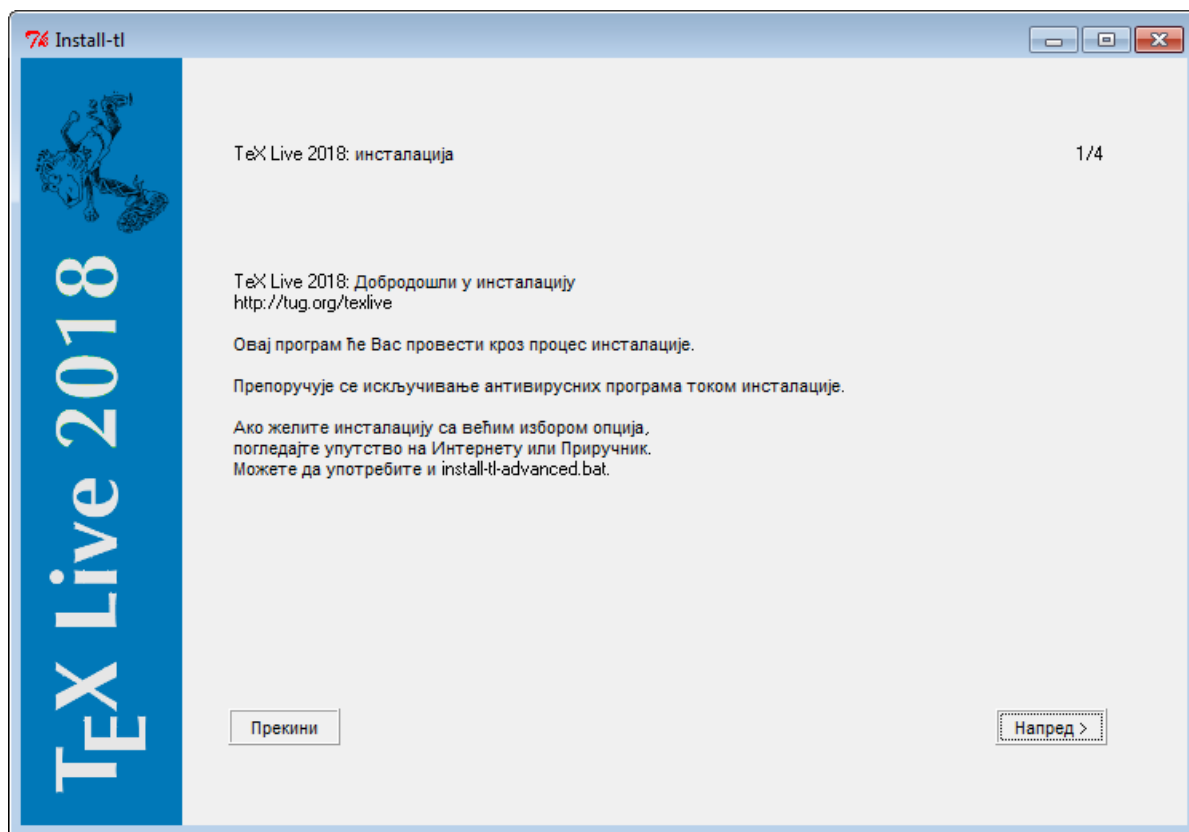 Install-tl
TeX Live 2018
TeX Live 2018: инсталација
1/4
TeX Live 2018: Добродошли у инсталацију
http://tug.org/texlive
Овај програм ће Вас провести кроз процес инсталације.
Препоручује се искључивање антивирусних програма током инсталације.
Ако желите инсталацију са већим избором опција,
погледајте упутство на Интернету или Приручник.
Можете да употребите и install-tl-advanced.bat.
Прекини
Напред >